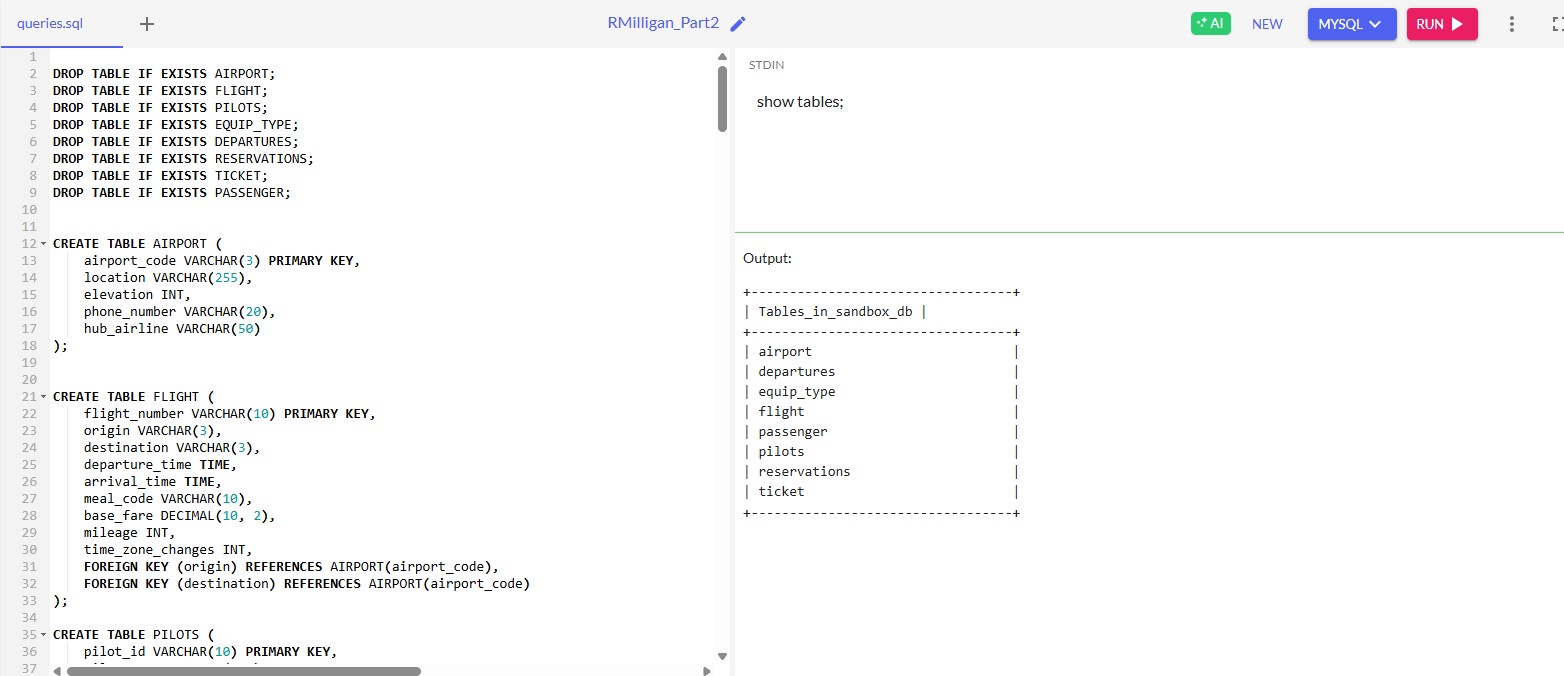 queries.sql
RMilligan_Part2
AI
NEW
MYSQL
RUN
1
2 DROP TABLE IF EXISTS AIRPORT;
3 DROP TABLE IF EXISTS FLIGHT;
4 DROP TABLE IF EXISTS PILOTS;
5 DROP TABLE IF EXISTS EQUIP_TYPE;
6 DROP TABLE IF EXISTS DEPARTURES;
7 DROP TABLE IF EXISTS RESERVATIONS;
8 DROP TABLE IF EXISTS TICKET;
9 DROP TABLE IF EXISTS PASSENGER;
10
11
12 CREATE TABLE AIRPORT (
13 airport_code VARCHAR(3) PRIMARY KEY,
14 location VARCHAR(255),
15 elevation INT,
16 phone_number VARCHAR(20),
17 hub_airline VARCHAR(50)
18 );
19
20
21 CREATE TABLE FLIGHT (
22 flight_number VARCHAR(10) PRIMARY KEY,
23 origin VARCHAR(3),
24 destination VARCHAR(3),
25 departure_time TIME,
26 arrival_time TIME,
27 meal_code VARCHAR(10),
28 base_fare DECIMAL(10, 2),
29 mileage INT,
30 time_zone_changes INT,
31 FOREIGN KEY (origin) REFERENCES AIRPORT(airport_code),
32 FOREIGN KEY (destination) REFERENCES AIRPORT(airport_code)
33 );
34
35 CREATE TABLE PILOTS (
36 pilot_id VARCHAR(10) PRIMARY KEY,
37
STDIN
show tables;
Output:
+----------------------------------+
| Tables_in_sandbox_db |
+----------------------------------+
| airport |
| departures |
| equip_type |
| flight |
| passenger |
| pilots |
| reservations |
| ticket |
+----------------------------------+